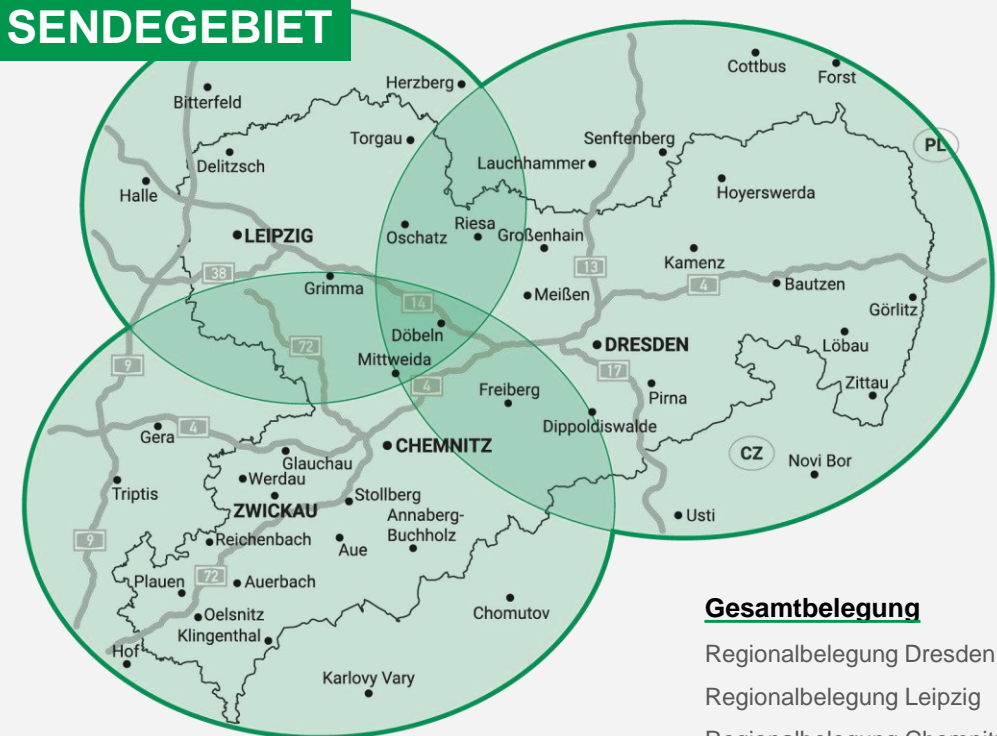 SENDEGEBIET
Cottbus
Forst
Herzberg
Bitterfeld
Torgau
Senftenberg
PL
Delitzsch
Lauchhammer
Halle
Hoyerswerda
LEIPZIG
Oschatz
Riesa
Großenhain
Kamenz
38
13
4
Bautzen
Grimma
14
Meißen
Görlitz
Döbeln
72
DRESDEN
Löbau
Mittweida
9
4
17
Freiberg
Pirna
Zittau
Dippoldiswalde
Gera
4
CHEMNITZ
CZ
Novi Bor
Glauchau
Werdau
Triptis
ZWICKAU
Stollberg
Annaberg-
Buchholz
Usti
9
Reichenbach
Aue
72
Plauen
Auerbach
Oelsnitz
Chomutov
Klingenthal
Hof
Karlovy Vary
Gesamtbelegung
Regionalbelegung Dresden
Regionalbelegung Leipzig